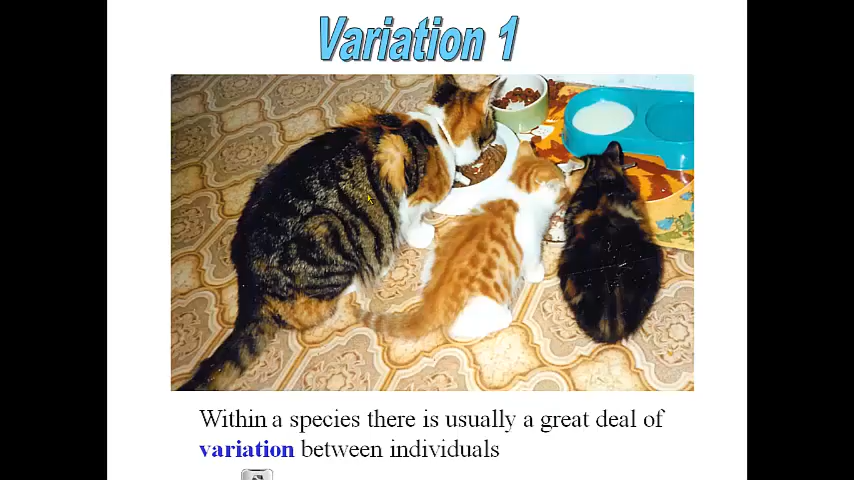 Variation 1
Within a species there is usually a great deal of
variation between individuals